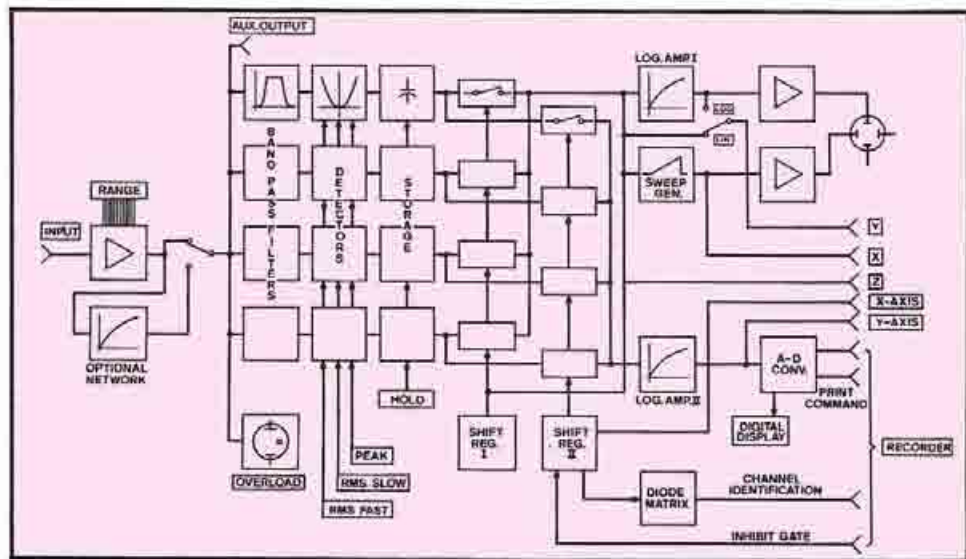 AUX. OUTPUT
LOG. AMP. I
LOG
LIN
BAND PASS FILTERS
DETECTORS
STORAGE
SWEEP
GEN.
RANGE
INPUT
Y
X
Z
X-AXIS
Y-AXIS
OPTIONAL
NETWORK
HOLD
LOG. AMP. II
A-D
CONV.
PRINT
COMMAND
DIGITAL
DISPLAY
RECORDER
SHIFT
REG.
I
SHIFT
REG.
II
PEAK
OVERLOAD
RMS SLOW
RMS FAST
DIODE
MATRIX
CHANNEL
IDENTIFICATION
INHIBIT GATE